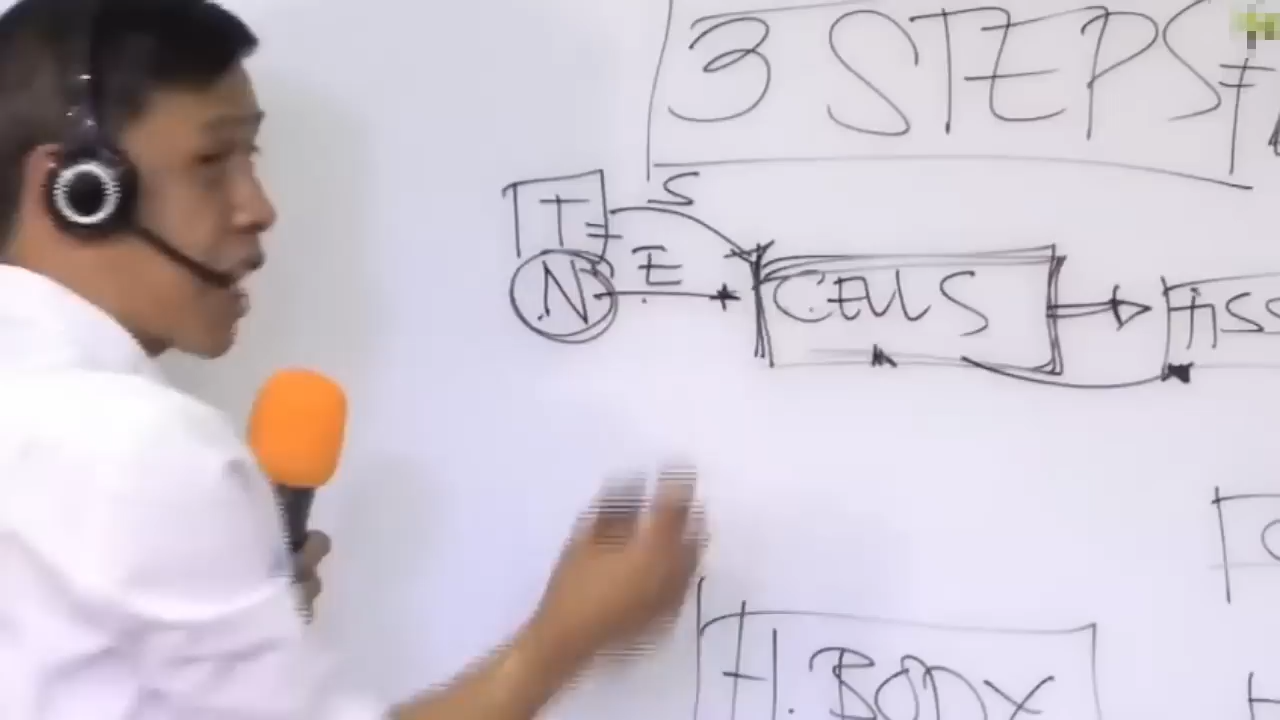 3 STEPS
S
T
E
N
CELLS
TISS
H. BODY